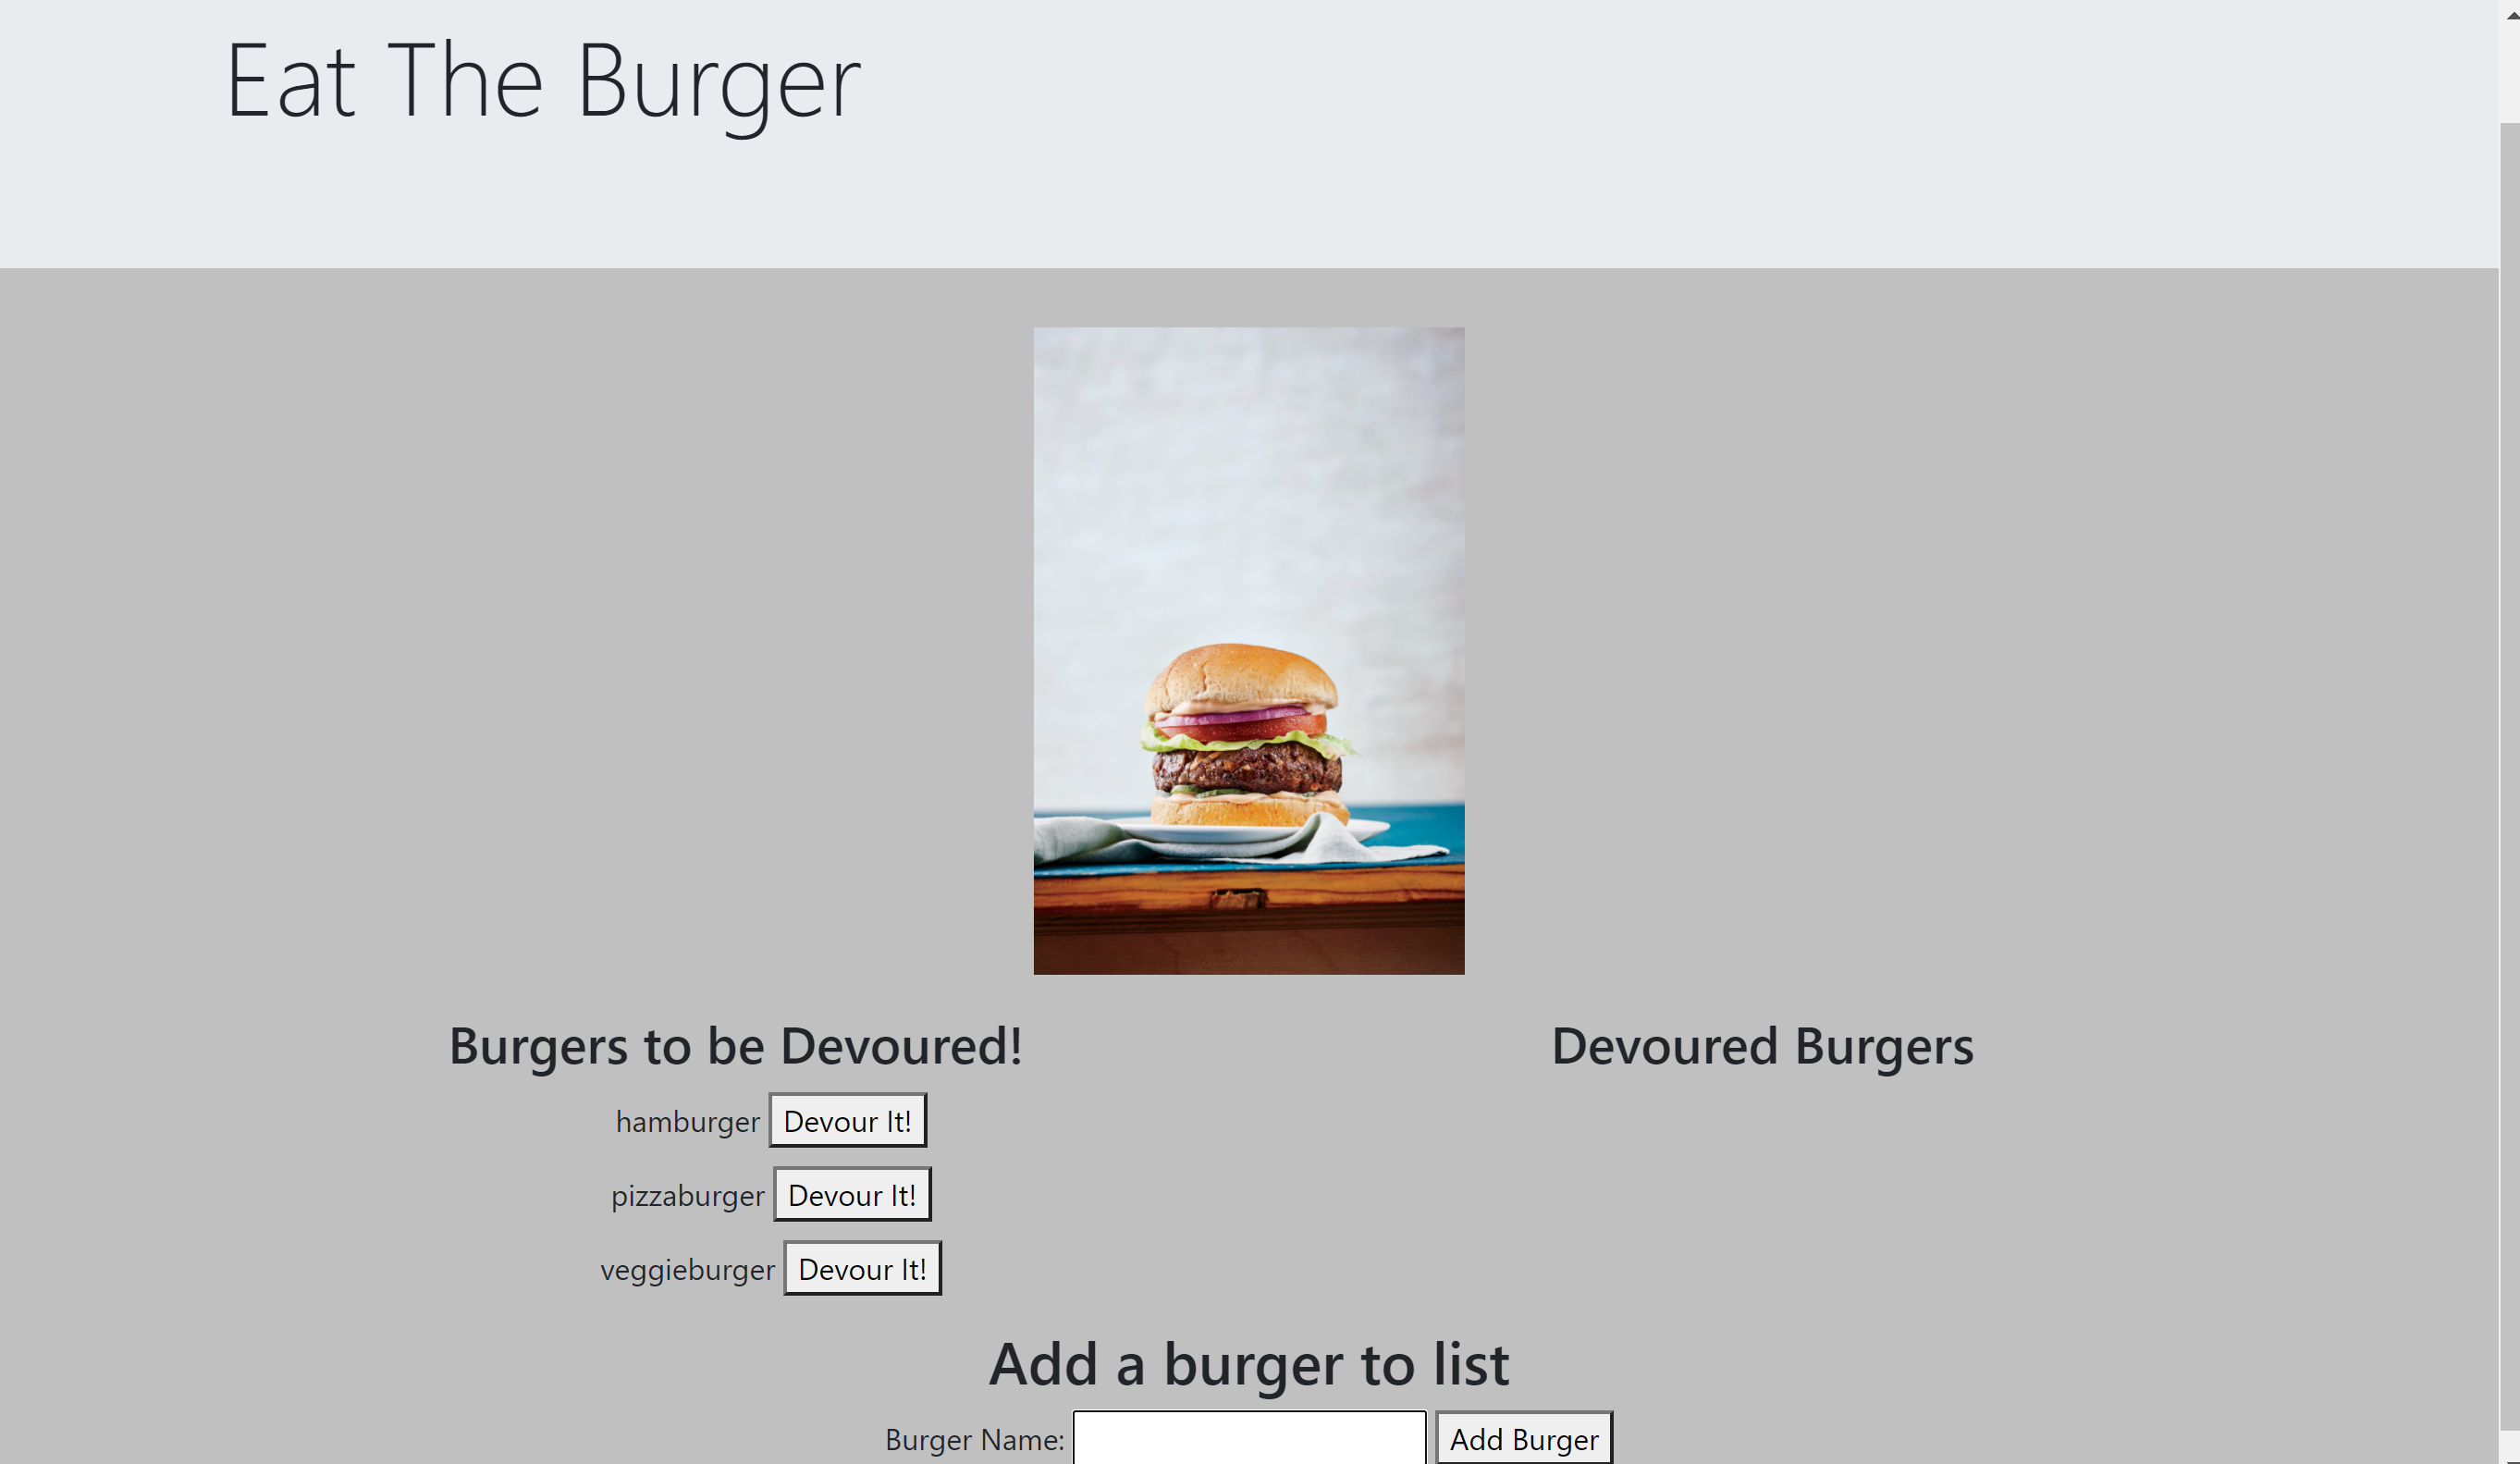 Eat The Burger
Burgers to be Devoured!
hamburger Devour It!
pizzaburger Devour It!
veggieburger Devour It!
Devoured Burgers
Add a burger to list
Burger Name: Add Burger